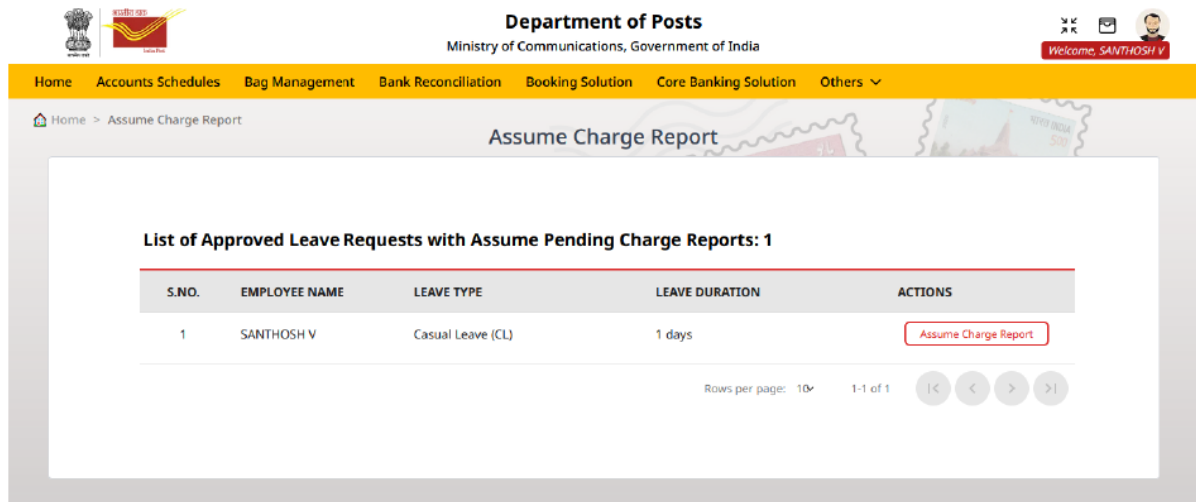 भारतीय डाक
India Post
Department of Posts
Ministry of Communications, Government of India
Welcome, SANTHOSH V
Home Accounts Schedules Bag Management Bank Reconciliation Booking Solution Core Banking Solution Others
Home > Assume Charge Report
Assume Charge Report
List of Approved Leave Requests with Assume Pending Charge Reports: 1
S.NO. EMPLOYEE NAME LEAVE TYPE LEAVE DURATION ACTIONS
1 SANTHOSH V Casual Leave (CL) 1 days Assume Charge Report
Rows per page: 10 1-1 of 1